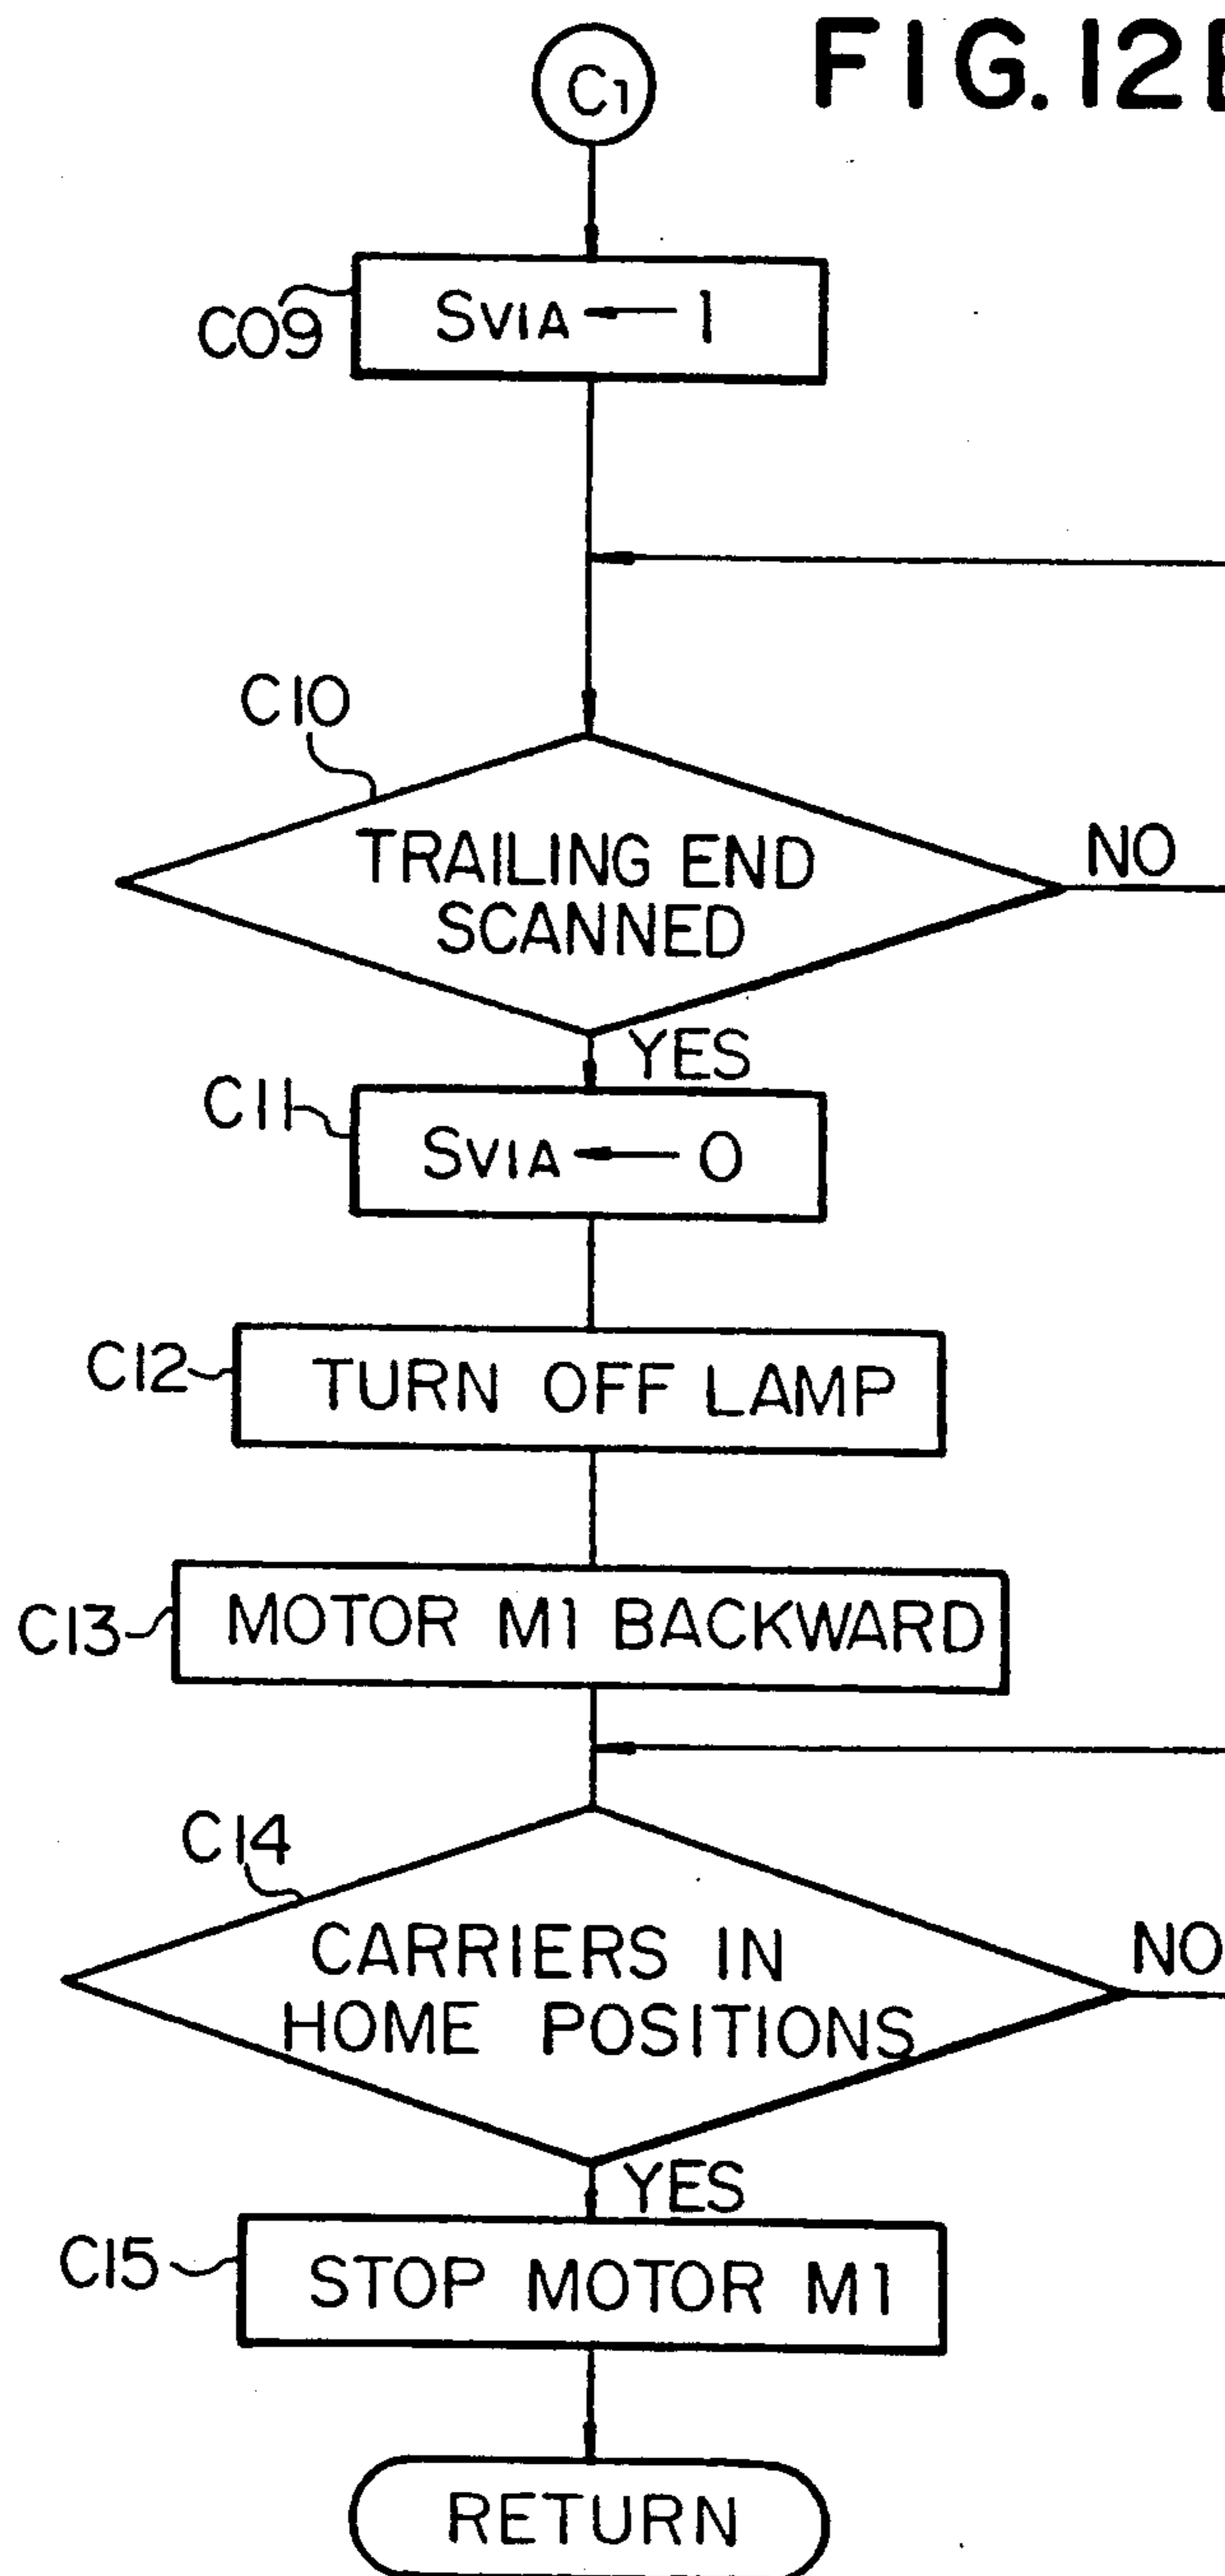 FIG. 12B
C1
C09
SVIA ← 1
C10
TRAILING END
SCANNED
NO
YES
C11
SVIA ← 0
C12
TURN OFF LAMP
C13
MOTOR M1 BACKWARD
C14
CARRIERS IN
HOME POSITIONS
NO
YES
C15
STOP MOTOR M1
RETURN